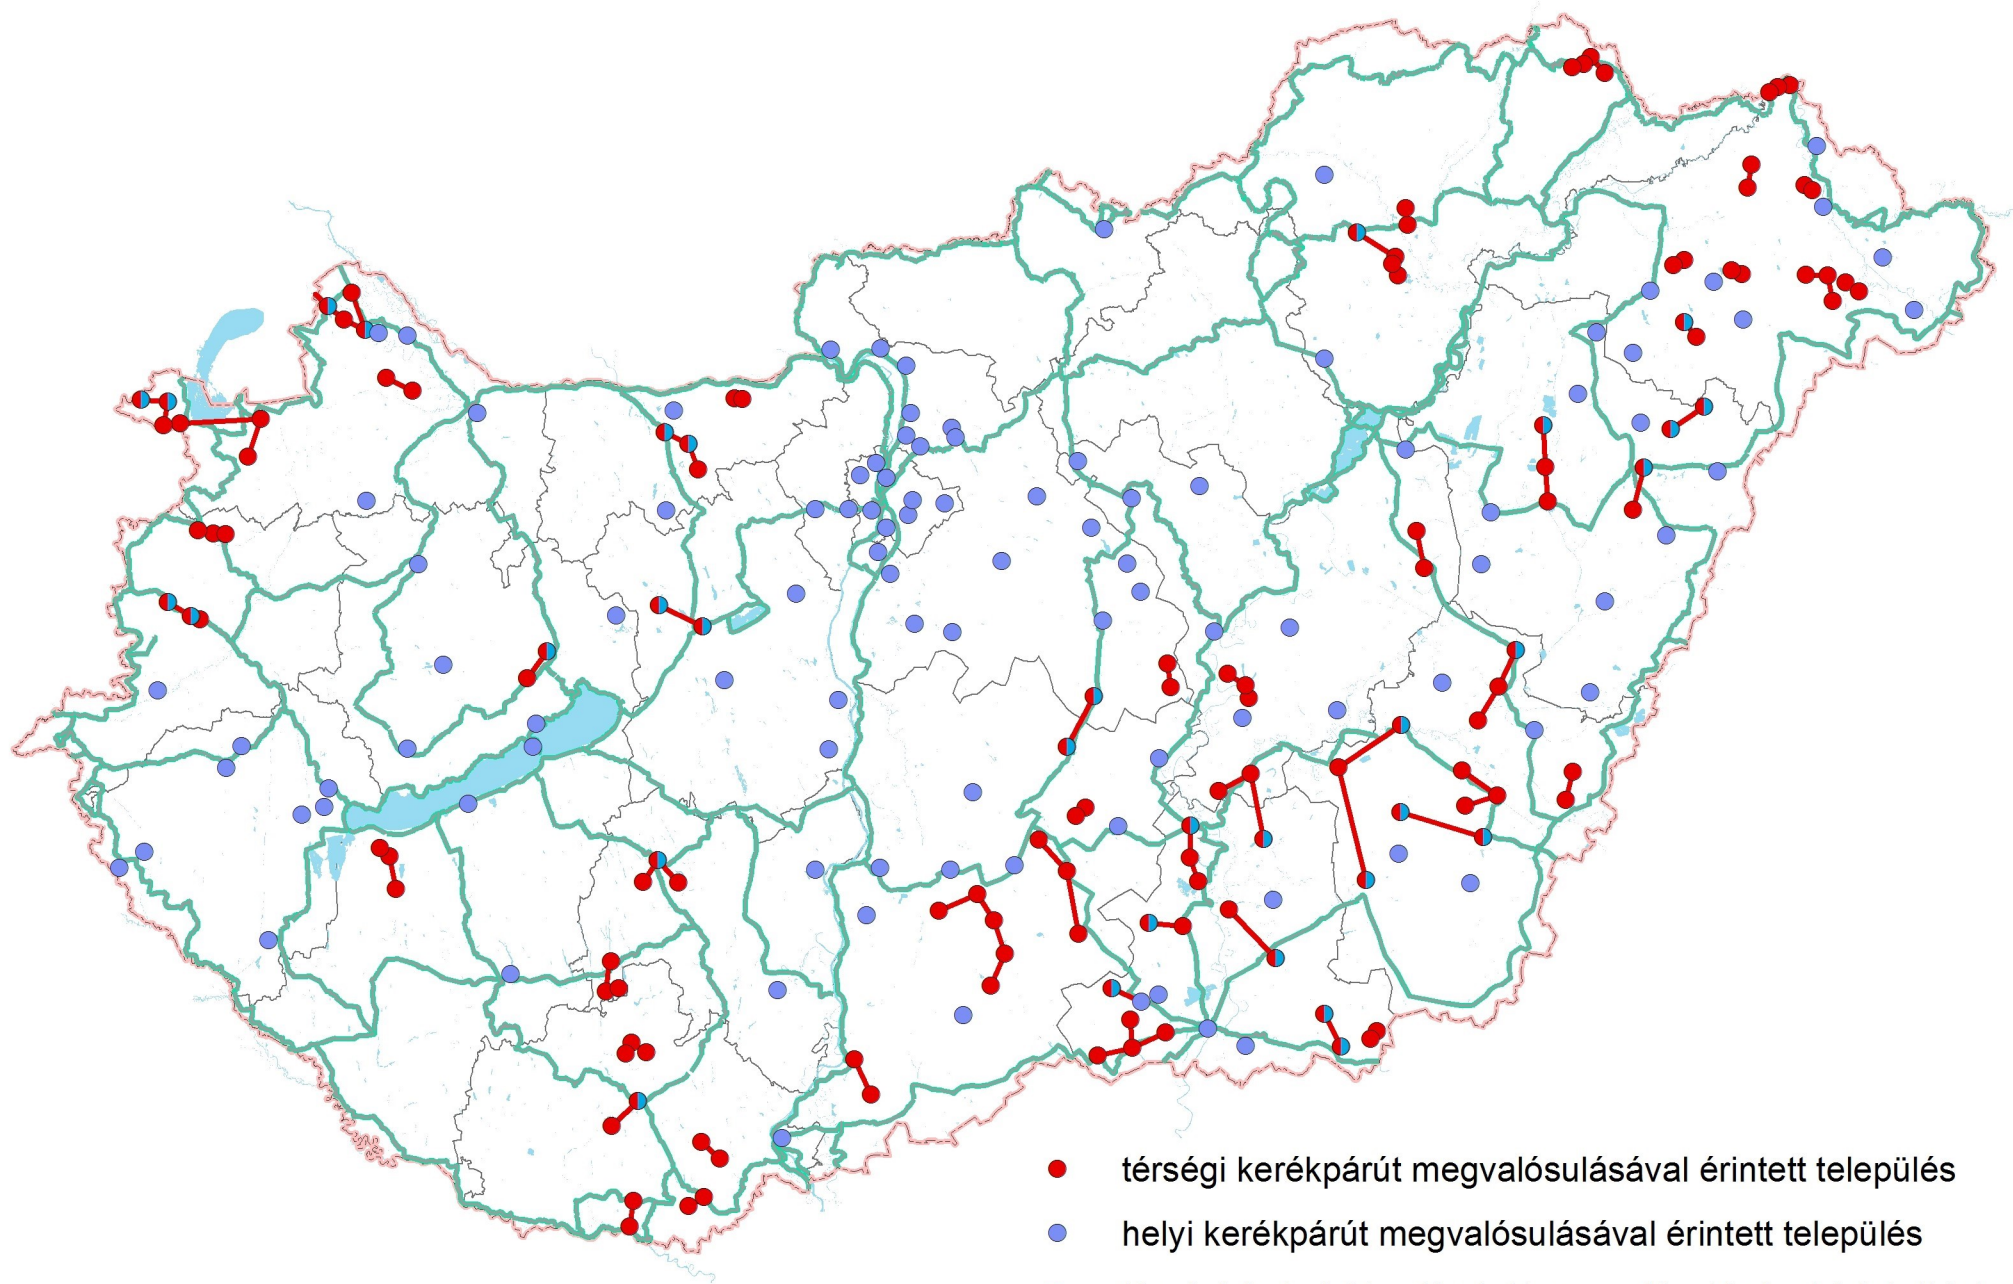 térségi kerékpárút megvalósulásával érintett település
helyi kerékpárút megvalósulásával érintett település